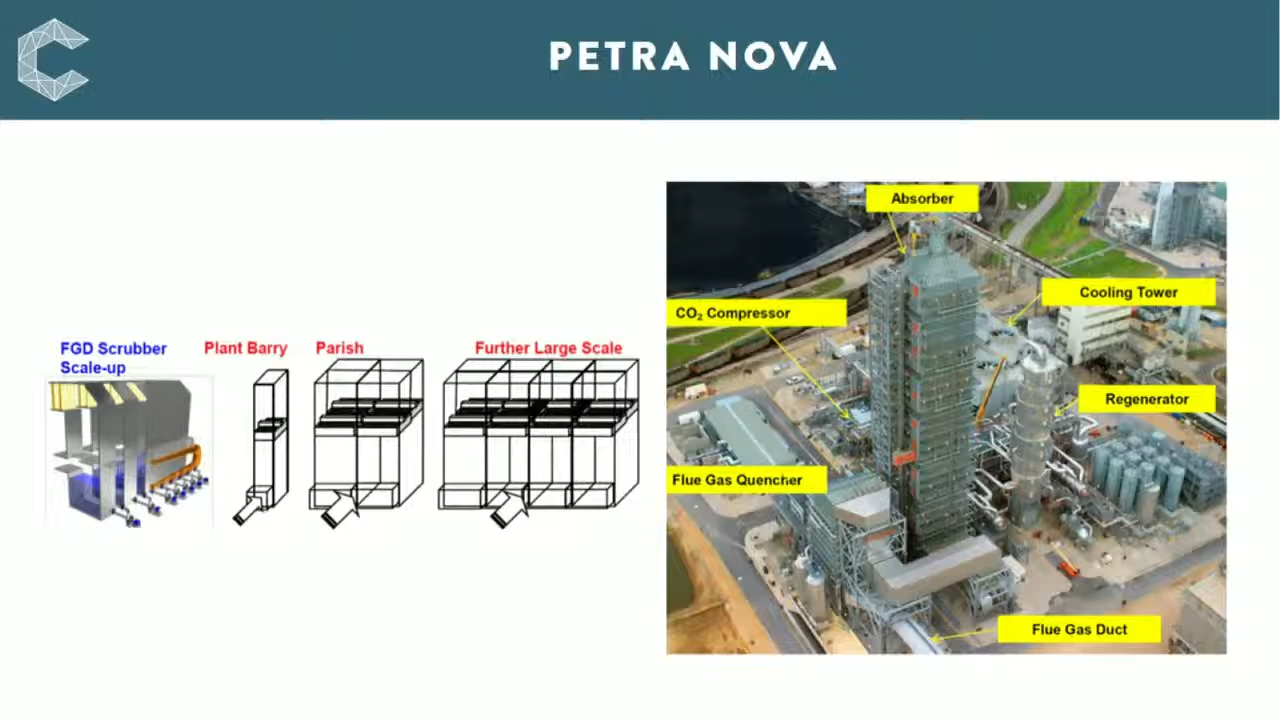 PETRA NOVA
FGD Scrubber
Scale-up
Plant Barry
Parish
Further Large Scale
Absorber
Cooling Tower
CO₂ Compressor
Regenerator
Flue Gas Quencher
Flue Gas Duct